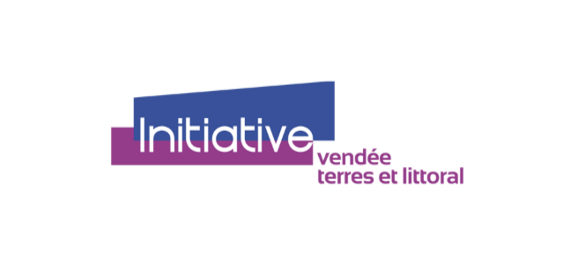 Initiative
vendée
terres et littoral